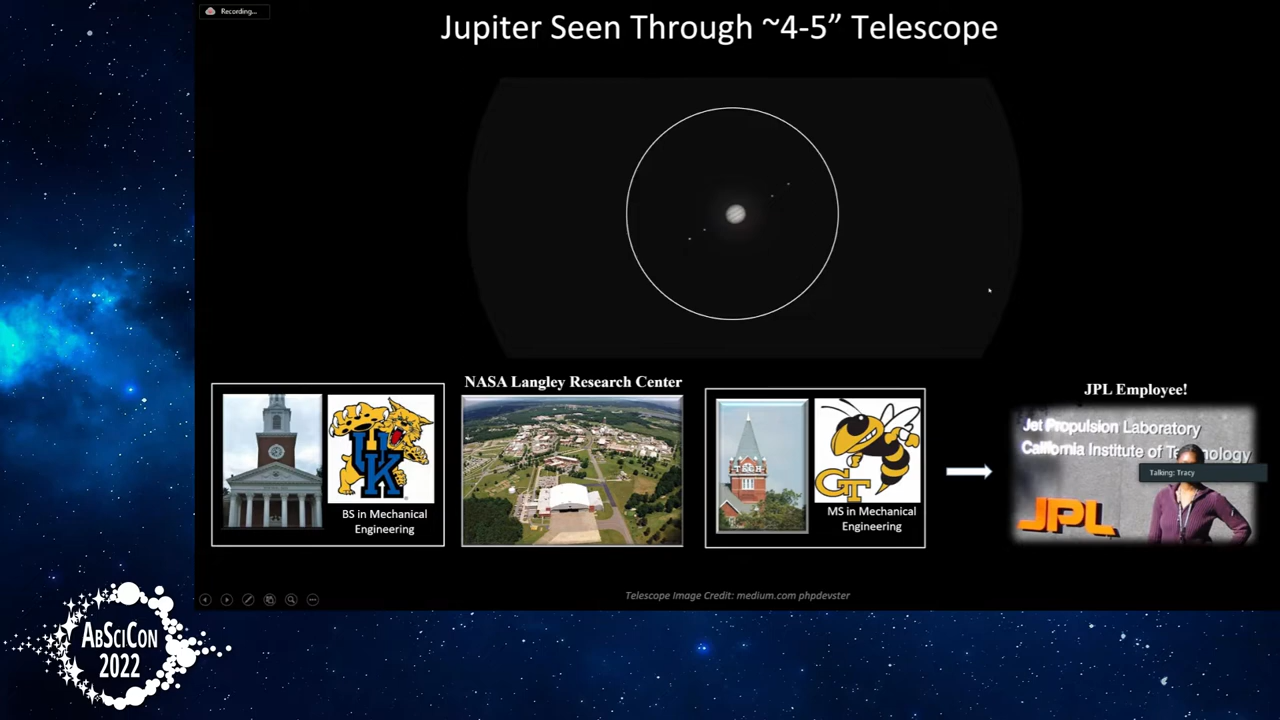 Recording...
Jupiter Seen Through ~4-5” Telescope
NASA Langley Research Center
JPL Employee!
UK
BS in Mechanical
Engineering
TECH
GT
MS in Mechanical
Engineering
Jet Propulsion Laboratory
California Institute of Technology
Talking: Tracy
JPL
Telescope Image Credit: medium.com phpdevster
ABSCICON
2022